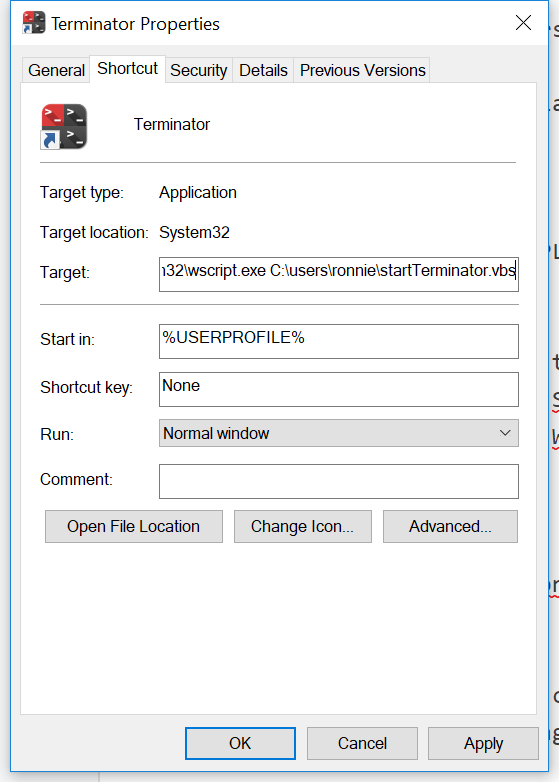 Terminator Properties
General Shortcut Security Details Previous Versions
Terminator
Target type: Application
Target location: System32
Target: 32\wscript.exe C:\users\ronnie\startTerminator.vbs
Start in: %USERPROFILE%
Shortcut key: None
Run: Normal window
Comment:
Open File Location Change Icon... Advanced...
OK Cancel Apply